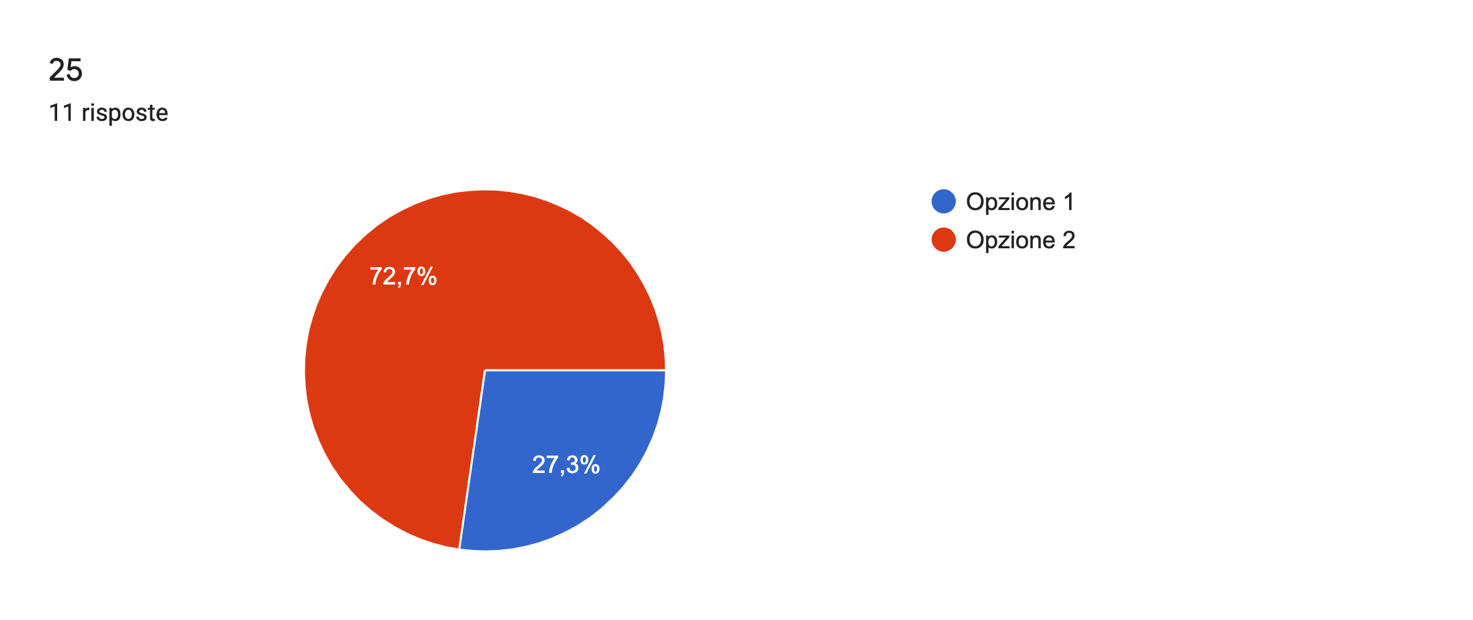 25
11 risposte
Opzione 1
Opzione 2
72,7%
27,3%